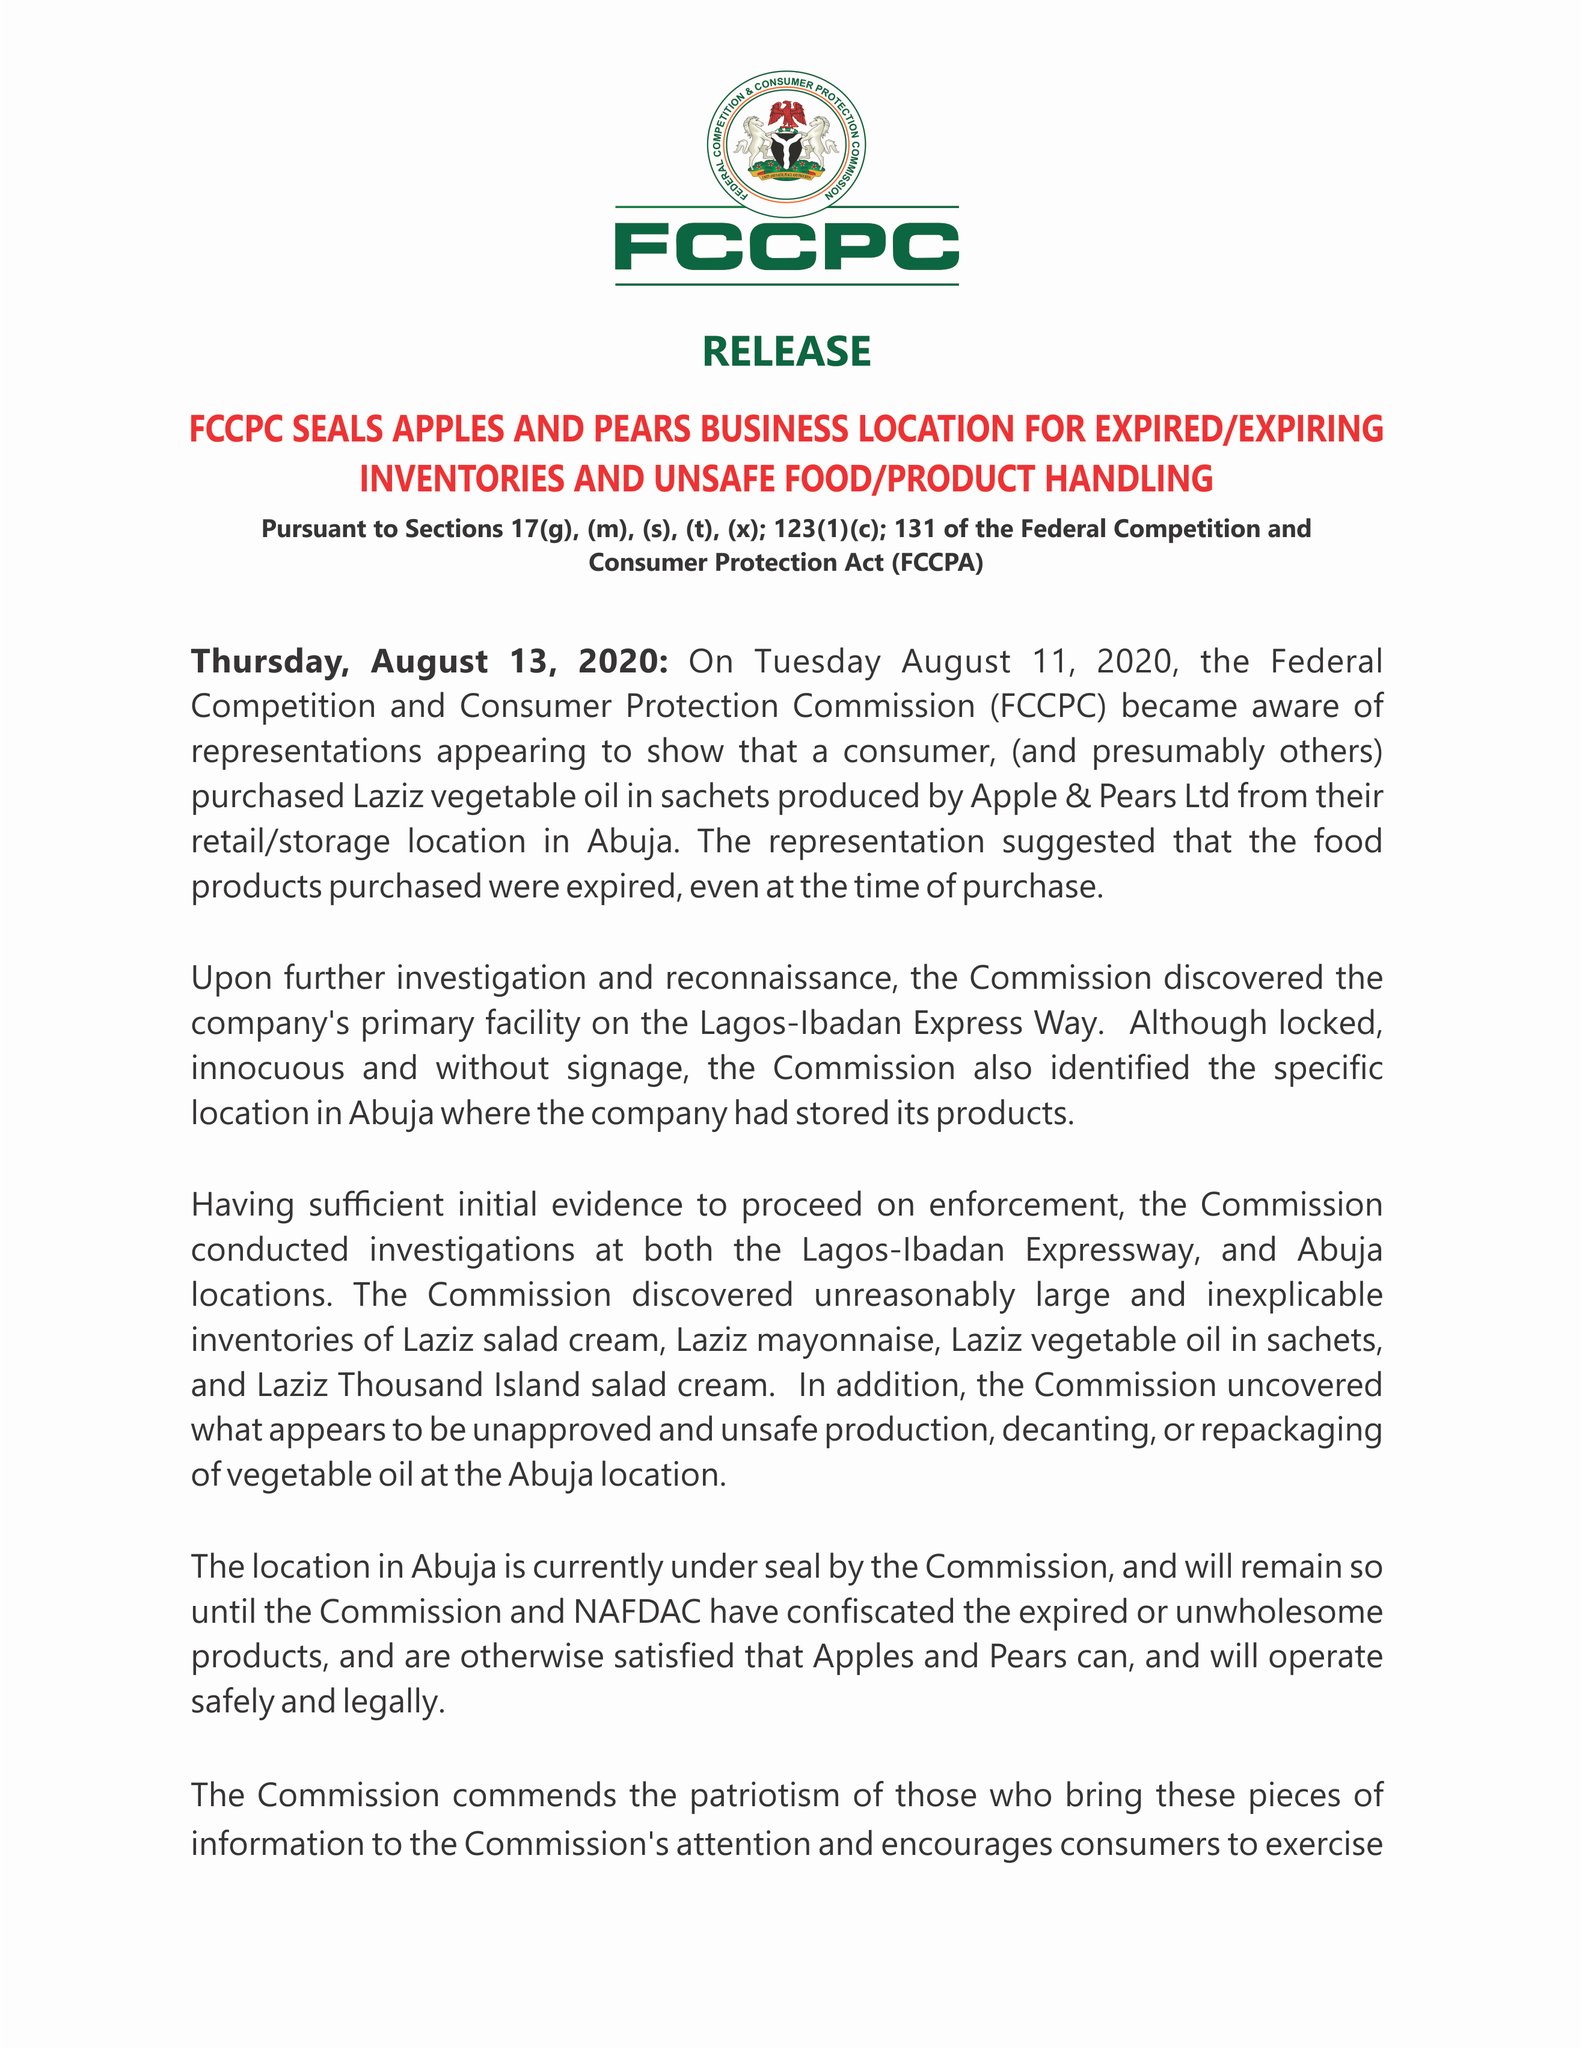 FEDERAL COMPETITION & CONSUMER PROTECTION COMMISSION
FCCPC
RELEASE
FCCPC SEALS APPLES AND PEARS BUSINESS LOCATION FOR EXPIRED/EXPIRING
INVENTORIES AND UNSAFE FOOD/PRODUCT HANDLING
Pursuant to Sections 17(g), (m), (s), (t), (x); 123(1)(c); 131 of the Federal Competition and
Consumer Protection Act (FCCPA)
Thursday, August 13, 2020: On Tuesday August 11, 2020, the Federal
Competition and Consumer Protection Commission (FCCPC) became aware of
representations appearing to show that a consumer, (and presumably others)
purchased Laziz vegetable oil in sachets produced by Apple & Pears Ltd from their
retail/storage location in Abuja. The representation suggested that the food
products purchased were expired, even at the time of purchase.
Upon further investigation and reconnaissance, the Commission discovered the
company's primary facility on the Lagos-Ibadan Express Way. Although locked,
innocuous and without signage, the Commission also identified the specific
location in Abuja where the company had stored its products.
Having sufficient initial evidence to proceed on enforcement, the Commission
conducted investigations at both the Lagos-Ibadan Expressway, and Abuja
locations. The Commission discovered unreasonably large and inexplicable
inventories of Laziz salad cream, Laziz mayonnaise, Laziz vegetable oil in sachets,
and Laziz Thousand Island salad cream. In addition, the Commission uncovered
what appears to be unapproved and unsafe production, decanting, or repackaging
of vegetable oil at the Abuja location.
The location in Abuja is currently under seal by the Commission, and will remain so
until the Commission and NAFDAC have confiscated the expired or unwholesome
products, and are otherwise satisfied that Apples and Pears can, and will operate
safely and legally.
The Commission commends the patriotism of those who bring these pieces of
information to the Commission's attention and encourages consumers to exercise